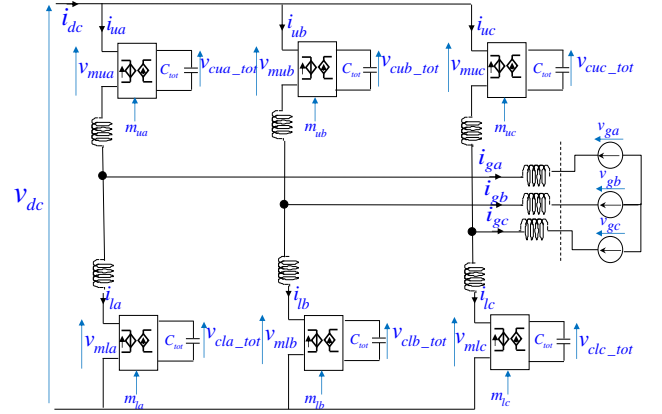 i_dc i_ua i_ub i_uc
v_mua C_tot v_cua_tot v_mub C_tot v_cub_tot v_muc C_tot v_cuc_tot
m_ua m_ub m_uc
v_ga
i_ga
v_gb
v_dc i_gb
i_gc v_gc
i_la i_lb i_lc
v_mla C_tot v_cla_tot v_mlb C_tot v_clb_tot v_mlc C_tot v_clc_tot
m_la m_lb m_lc